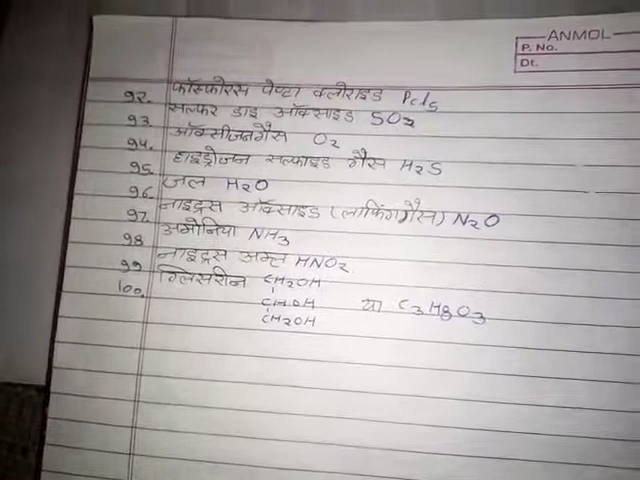 ANMOL
P. No.
Dt.
92. फॉस्फोरस पेण्टा क्लोराइड Pcl5
93. सल्फर डाइ ऑक्साइड SO2
94. ऑक्सीजन गैस O2
95. हाइड्रोजन सल्फाइड गैस H2S
96. जल H2O
97. नाइट्रस ऑक्साइड (लाफिंग गैस) N2O
98 अमोनिया NH3
99 नाइट्रस अम्ल HNO2
100. ग्लिसरीन CH2OH
CHOH या C3H8O3
CH2OH